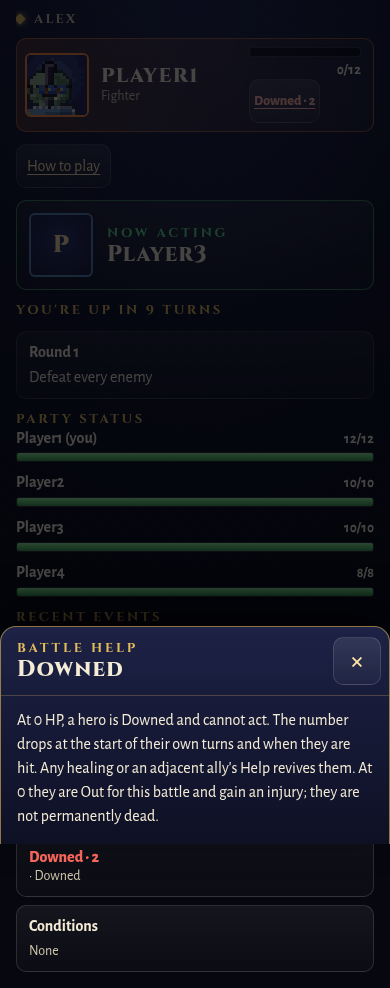 ALEX
PLAYER1
Fighter
0/12
Downed · 2
How to play
P
NOW ACTING
PLAYER3
YOU'RE UP IN 9 TURNS
Round 1
Defeat every enemy
PARTY STATUS
Player1 (you)
12/12
Player2
10/10
Player3
10/10
Player4
8/8
RECENT EVENTS
BATTLE HELP
DOWNED
×
At 0 HP, a hero is Downed and cannot act. The number
drops at the start of their own turns and when they are
hit. Any healing or an adjacent ally's Help revives them. At
0 they are Out for this battle and gain an injury; they are
not permanently dead.
Downed · 2
· Downed
Conditions
None